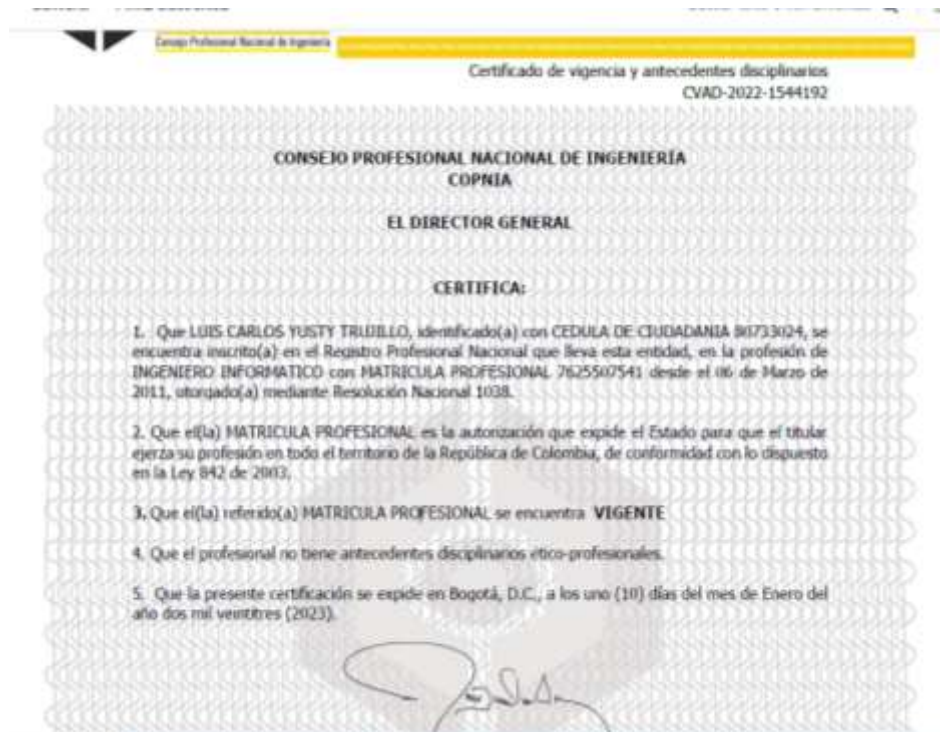 Consejo Profesional Nacional de Ingeniería
Certificado de vigencia y antecedentes disciplinarios
CVAD-2022-1544192
CONSEJO PROFESIONAL NACIONAL DE INGENIERÍA
COPNIA
EL DIRECTOR GENERAL
CERTIFICA:
1. Que LUIS CARLOS YUSTY TRUJILLO, identificado(a) con CEDULA DE CIUDADANIA 80733024, se
encuentra inscrito(a) en el Registro Profesional Nacional que lleva esta entidad, en la profesión de
INGENIERO INFORMATICO con MATRICULA PROFESIONAL 7625507541 desde el 06 de Marzo de
2011, otorgado(a) mediante Resolución Nacional 1038.
2. Que el(la) MATRICULA PROFESIONAL es la autorización que expide el Estado para que el titular
ejerza su profesión en todo el territorio de la República de Colombia, de conformidad con lo dispuesto
en la Ley 842 de 2003.
3. Que el(la) referido(a) MATRICULA PROFESIONAL se encuentra VIGENTE
4. Que el profesional no tiene antecedentes disciplinarios ético-profesionales.
5. Que la presente certificación se expide en Bogotá, D.C., a los uno (10) días del mes de Enero del
año dos mil veintitres (2023).